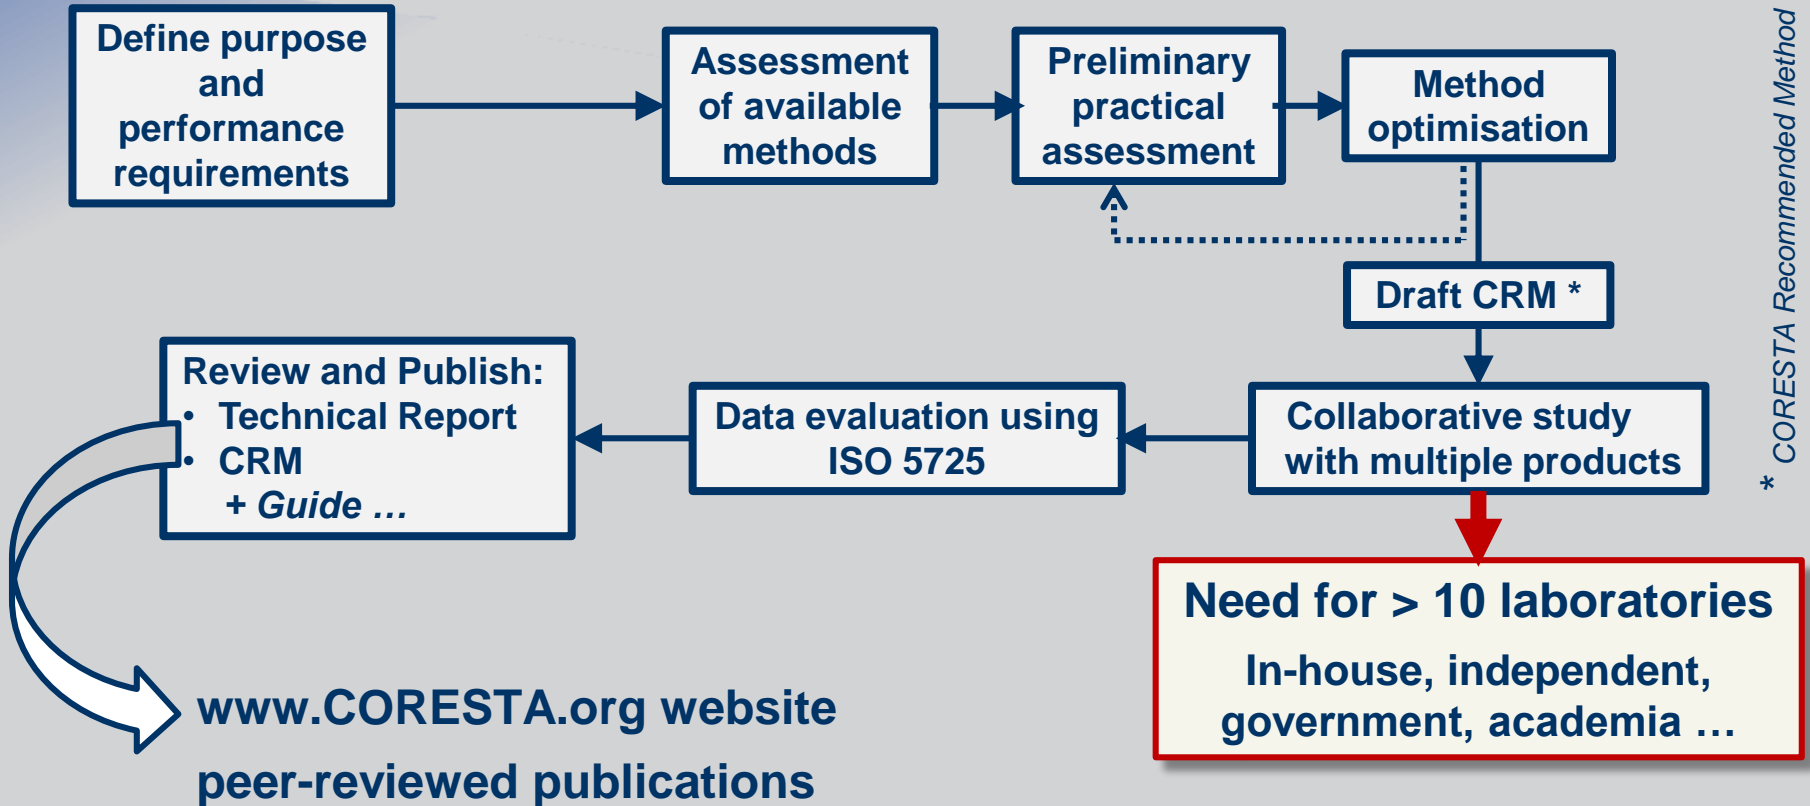 Define purpose
and
performance
requirements
Assessment
of available
methods
Preliminary
practical
assessment
Method
optimisation
Draft CRM *
Collaborative study
with multiple products
Need for > 10 laboratories
In-house, independent,
government, academia …
Data evaluation using
ISO 5725
Review and Publish:
• Technical Report
• CRM
+ Guide …
www.CORESTA.org website
peer-reviewed publications
* CORESTA Recommended Method